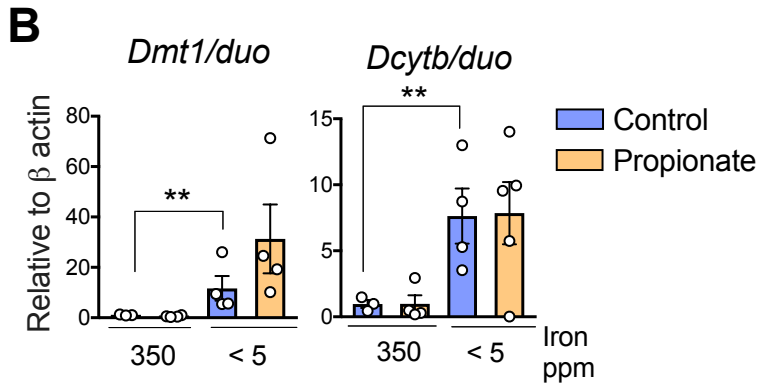 B
Dmt1/duo
Dcytb/duo
Relative to β actin
80
60
40
20
0
**
350
< 5
15
10
5
0
**
350
< 5
Iron
ppm
Control
Propionate